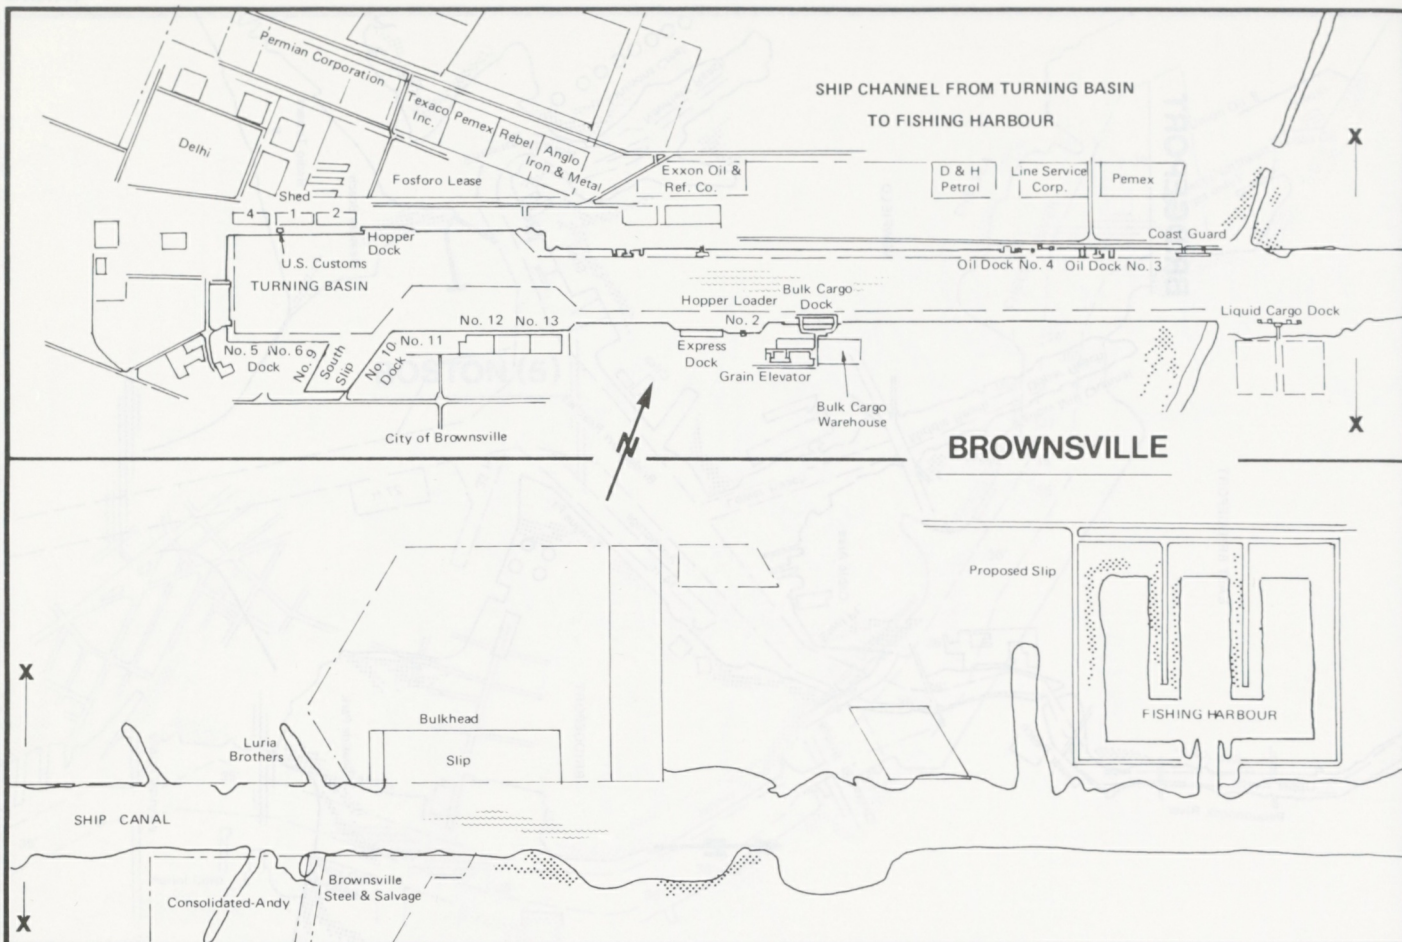 SHIP CHANNEL FROM TURNING BASIN
TO FISHING HARBOUR
Permian Corporation
Texaco
Inc.
Pemex
Rebel
Anglo
Iron & Metal
Delhi
Fosforo Lease
Exxon Oil &
Ref. Co.
D & H
Petrol
Line Service
Corp.
Pemex
X
Shed
4
1
2
Hopper
Dock
U.S. Customs
TURNING BASIN
Coast Guard
Oil Dock No. 4
Oil Dock No. 3
Hopper Loader
No. 2
Bulk Cargo
Dock
Liquid Cargo Dock
No. 12
No. 13
No. 11
No. 5
No. 6
Dock
No. 9
South
Slip
No. 10
Dock
Express
Dock
Grain Elevator
Bulk Cargo
Warehouse
City of Brownsville
X
N
BROWNSVILLE
Proposed Slip
X
FISHING HARBOUR
Bulkhead
Slip
Luria
Brothers
SHIP CANAL
Brownsville
Steel & Salvage
Consolidated-Andy
X